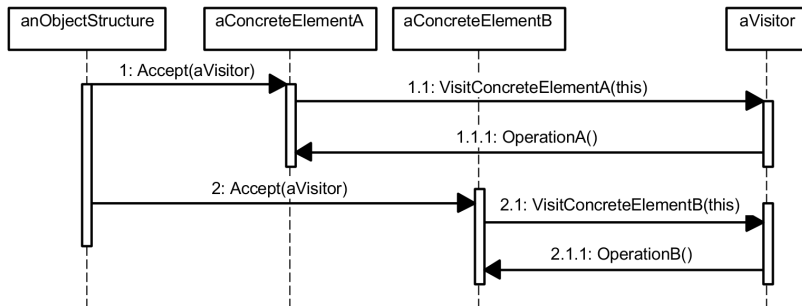 anObjectStructure
aConcreteElementA
aConcreteElementB
aVisitor
1: Accept(aVisitor)
1.1: VisitConcreteElementA(this)
1.1.1: OperationA()
2: Accept(aVisitor)
2.1: VisitConcreteElementB(this)
2.1.1: OperationB()